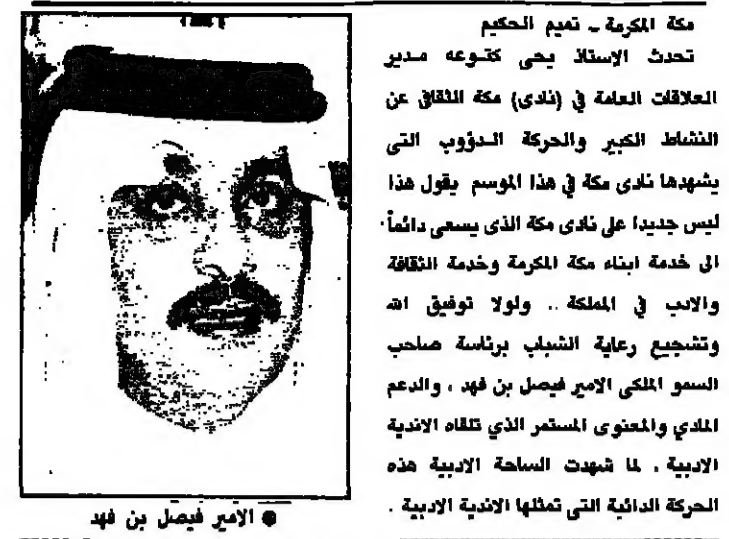 مكة المكرمة ـ تميم الحكيم
تحدث الاستاذ يحى كتـوعه مـدير
العلاقات العامة في (نادى) مكة الثقافي عن
النشاط الكبير والحركة الـدؤوب التى
يشهدها نادى مكة في هذا الموسم يقول هذا
ليس جديدا على نادى مكة الذى يسعى دائماً
الى خدمة ابناء مكة المكرمة وخدمة الثقافة
والادب في المملكة .. ولولا توفيق الله
وتشجيع رعاية الشباب برئاسة صاحب
السمو الملكى الامير فيصل بن فهد ، والدعم
المادي والمعنوى المستمر الذي تلقاه الاندية
الادبية ، لما شهدت الساحة الادبية هذه
الحركة الدائبة التى تمثلها الاندية الادبية .
● الامير فيصل بن فهد